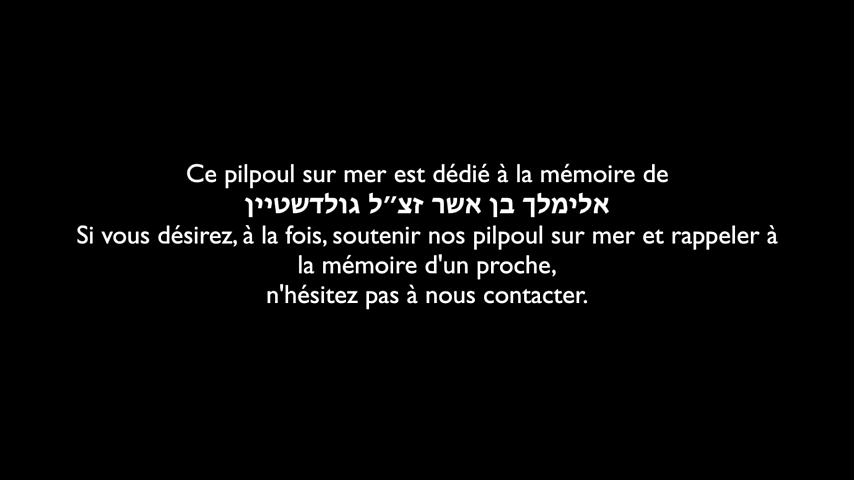 Ce pilpoul sur mer est dédié à la mémoire de
אלימלך בן אשר זצ״ל גולדשטיין
Si vous désirez, à la fois, soutenir nos pilpoul sur mer et rappeler à
la mémoire d'un proche,
n'hésitez pas à nous contacter.